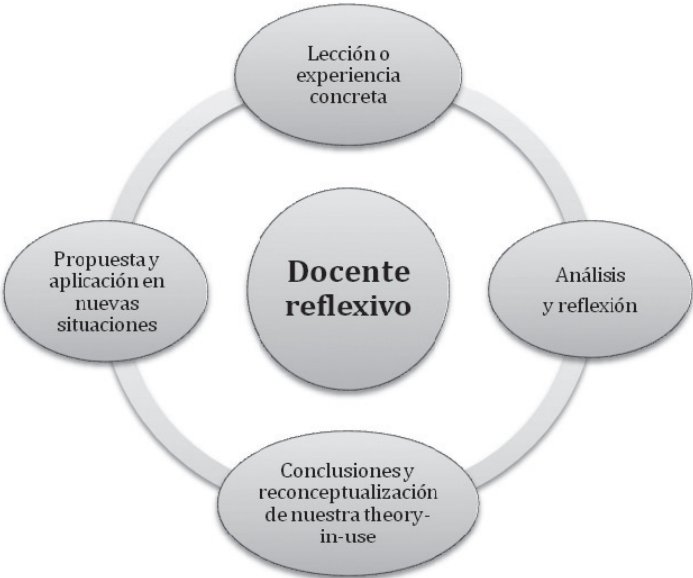 Lección o
experiencia
concreta
Propuesta y
aplicación en
nuevas
situaciones
Docente
reflexivo
Análisis
y reflexión
Conclusiones y
reconceptualización
de nuestra theory-
in-use